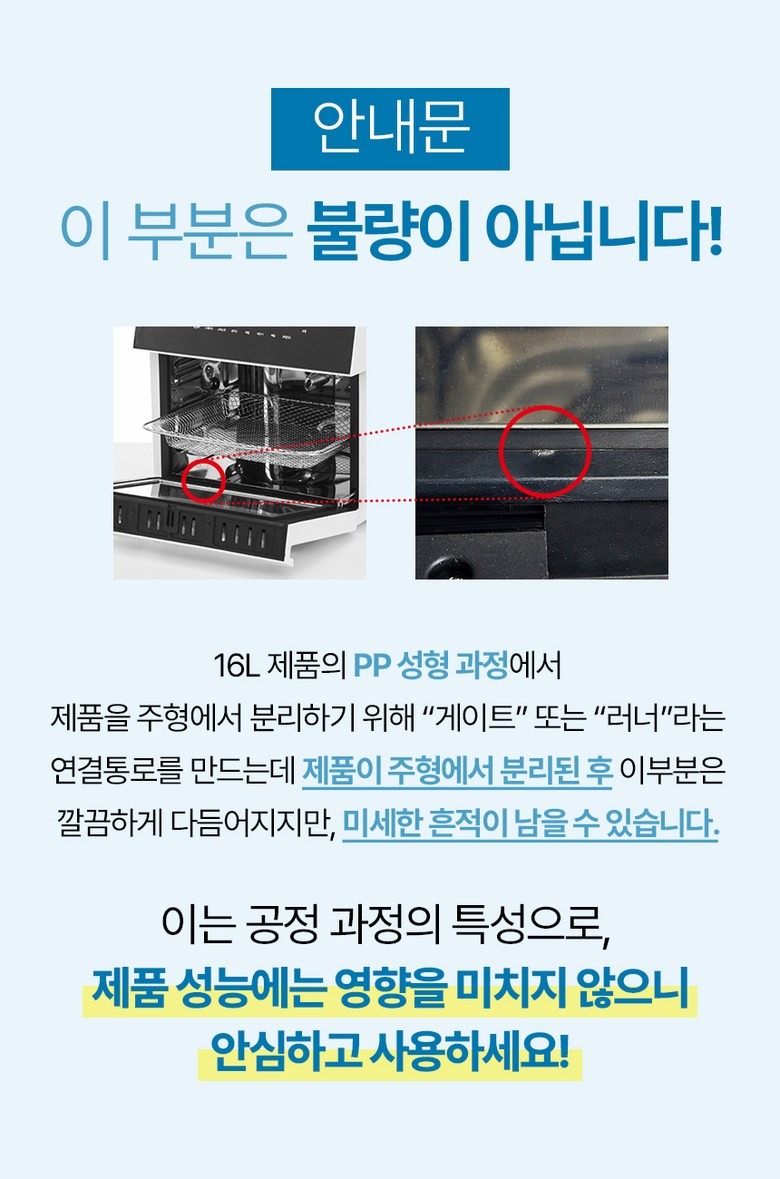 안내문
이 부분은 불량이 아닙니다!
16L 제품의 PP 성형 과정에서
제품을 주형에서 분리하기 위해 “게이트” 또는 “러너”라는
연결통로를 만드는데 제품이 주형에서 분리된 후 이부분은
깔끔하게 다듬어지지만, 미세한 흔적이 남을 수 있습니다.
이는 공정 과정의 특성으로,
제품 성능에는 영향을 미치지 않으니
안심하고 사용하세요!